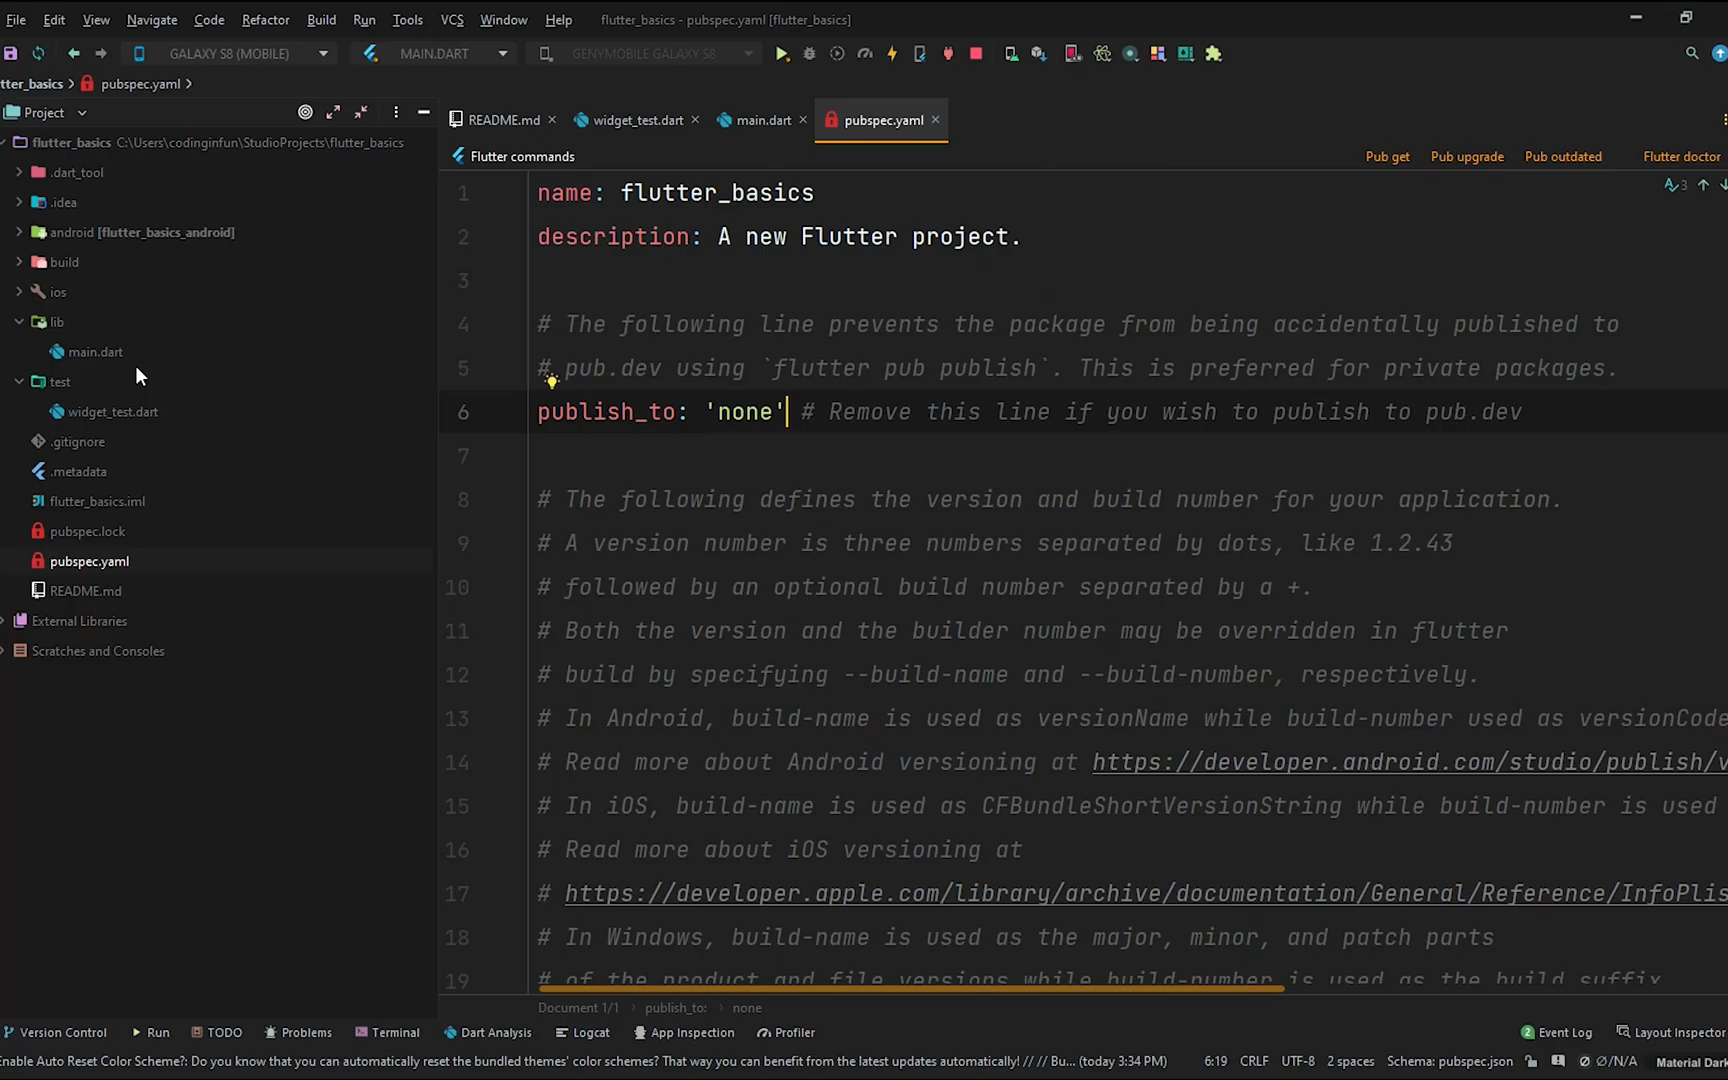 File Edit View Navigate Code Refactor Build Run Tools VCS Window Help flutter_basics - pubspec.yaml [flutter_basics]
GALAXY S8 (MOBILE) MAIN.DART GENYMOBILE GALAXY S8
tter_basics pubspec.yaml
Project
README.md widget_test.dart main.dart pubspec.yaml
flutter_basics C:\Users\codinginfun\StudioProjects\flutter_basics
.dart_tool
.idea
android [flutter_basics_android]
build
ios
lib
main.dart
test
widget_test.dart
.gitignore
.metadata
flutter_basics.iml
pubspec.lock
pubspec.yaml
README.md
External Libraries
Scratches and Consoles
Flutter commands Pub get Pub upgrade Pub outdated Flutter doctor
3
1 name: flutter_basics
2 description: A new Flutter project.
3
4 # The following line prevents the package from being accidentally published to
5 # pub.dev using `flutter pub publish`. This is preferred for private packages.
6 publish_to: 'none' # Remove this line if you wish to publish to pub.dev
7
8 # The following defines the version and build number for your application.
9 # A version number is three numbers separated by dots, like 1.2.43
10 # followed by an optional build number separated by a +.
11 # Both the version and the builder number may be overridden in flutter
12 # build by specifying --build-name and --build-number, respectively.
13 # In Android, build-name is used as versionName while build-number used as versionCode
14 # Read more about Android versioning at https://developer.android.com/studio/publish/v
15 # In iOS, build-name is used as CFBundleShortVersionString while build-number is used
16 # Read more about iOS versioning at
17 # https://developer.apple.com/library/archive/documentation/General/Reference/InfoPlis
18 # In Windows, build-name is used as the major, minor, and patch parts
19 # of the product and file versions while build-number is used as the build suffix
Document 1/1 publish_to: none
Version Control Run TODO Problems Terminal Dart Analysis Logcat App Inspection Profiler 2 Event Log Layout Inspector
Enable Auto Reset Color Scheme?: Do you know that you can automatically reset the bundled themes' color schemes? That way you can benefit from the latest updates automatically! // // Bu... (today 3:34 PM) 6:19 CRLF UTF-8 2 spaces Schema: pubspec.json Ø/N/A Material Dark